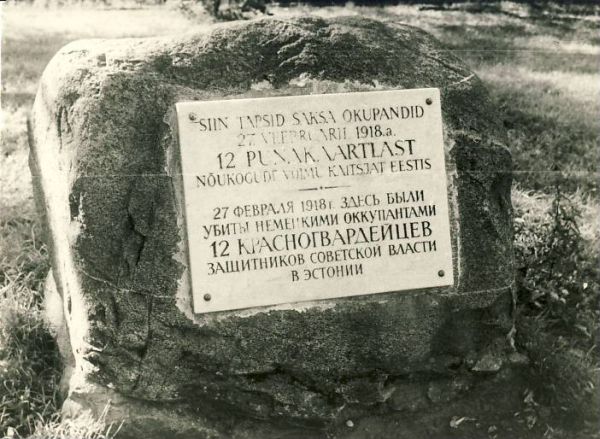 SIIN TAPSID SAKSA OKUPANDID
27. VEEBRUARIL 1918.a.
12 PUNAKAARTLAST
NÕUKOGUDE VÕIMU KAITSJAT EESTIS
27 ФЕВРАЛЯ 1918 г. ЗДЕСЬ БЫЛИ
УБИТЫ НЕМЕЦКИМИ ОККУПАНТАМИ
12 КРАСНОГВАРДЕЙЦЕВ
ЗАЩИТНИКОВ СОВЕТСКОЙ ВЛАСТИ
В ЭСТОНИИ